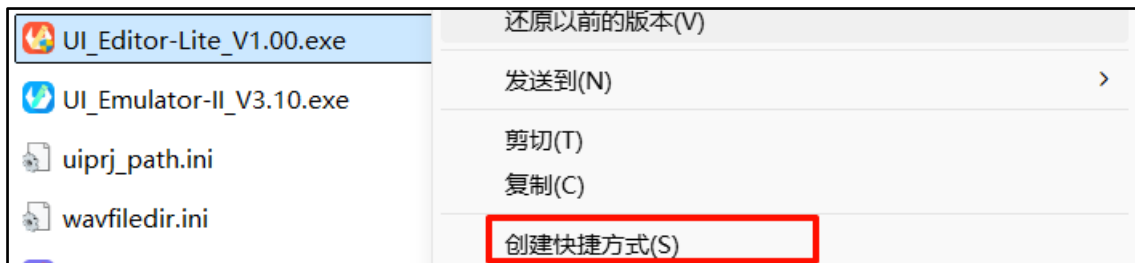 UI_Editor-Lite_V1.00.exe
UI_Emulator-II_V3.10.exe
uiprj_path.ini
wavfiledir.ini
还原以前的版本(V)
发送到(N)
剪切(T)
复制(C)
创建快捷方式(S)